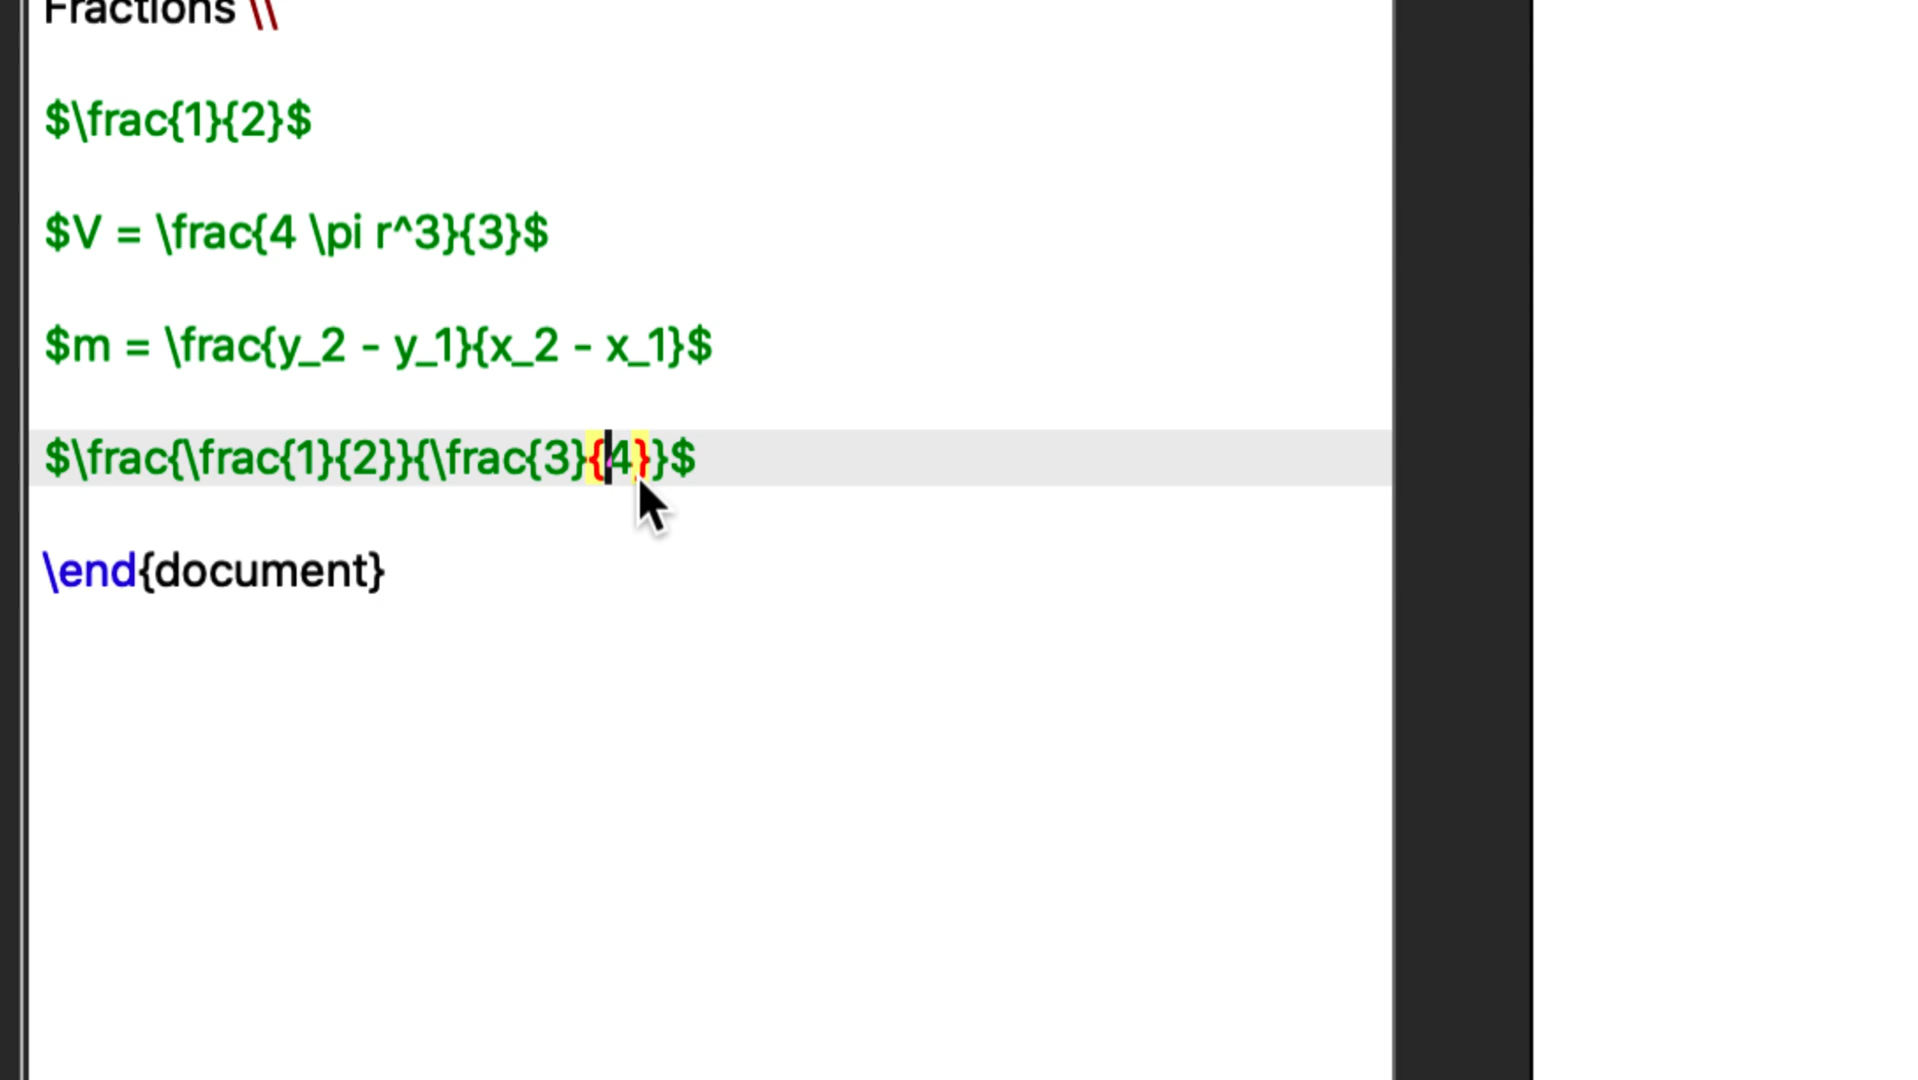 Fractions \\
$\frac{1}{2}$
$V = \frac{4 \pi r^3}{3}$
$m = \frac{y_2 - y_1}{x_2 - x_1}$
$\frac{\frac{1}{2}}{\frac{3}{4}}$
\end{document}